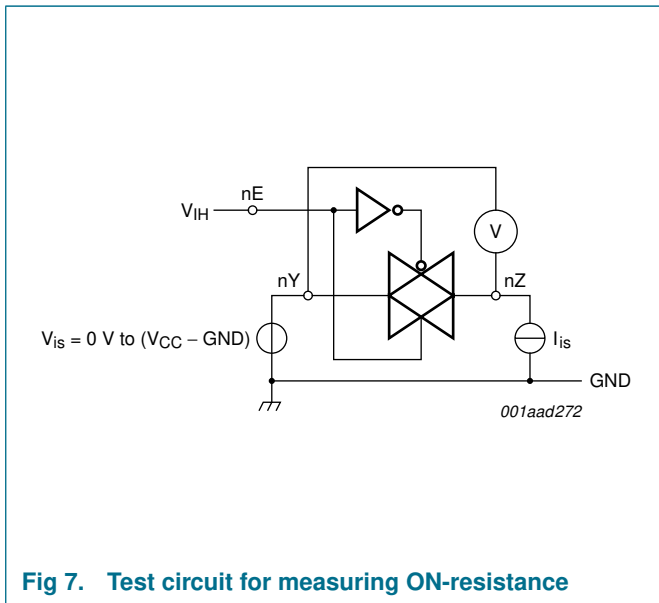 nE
V_IH
V
nY
nZ
V_is = 0 V to (V_CC − GND)
I_is
GND
001aad272
Fig 7. Test circuit for measuring ON-resistance